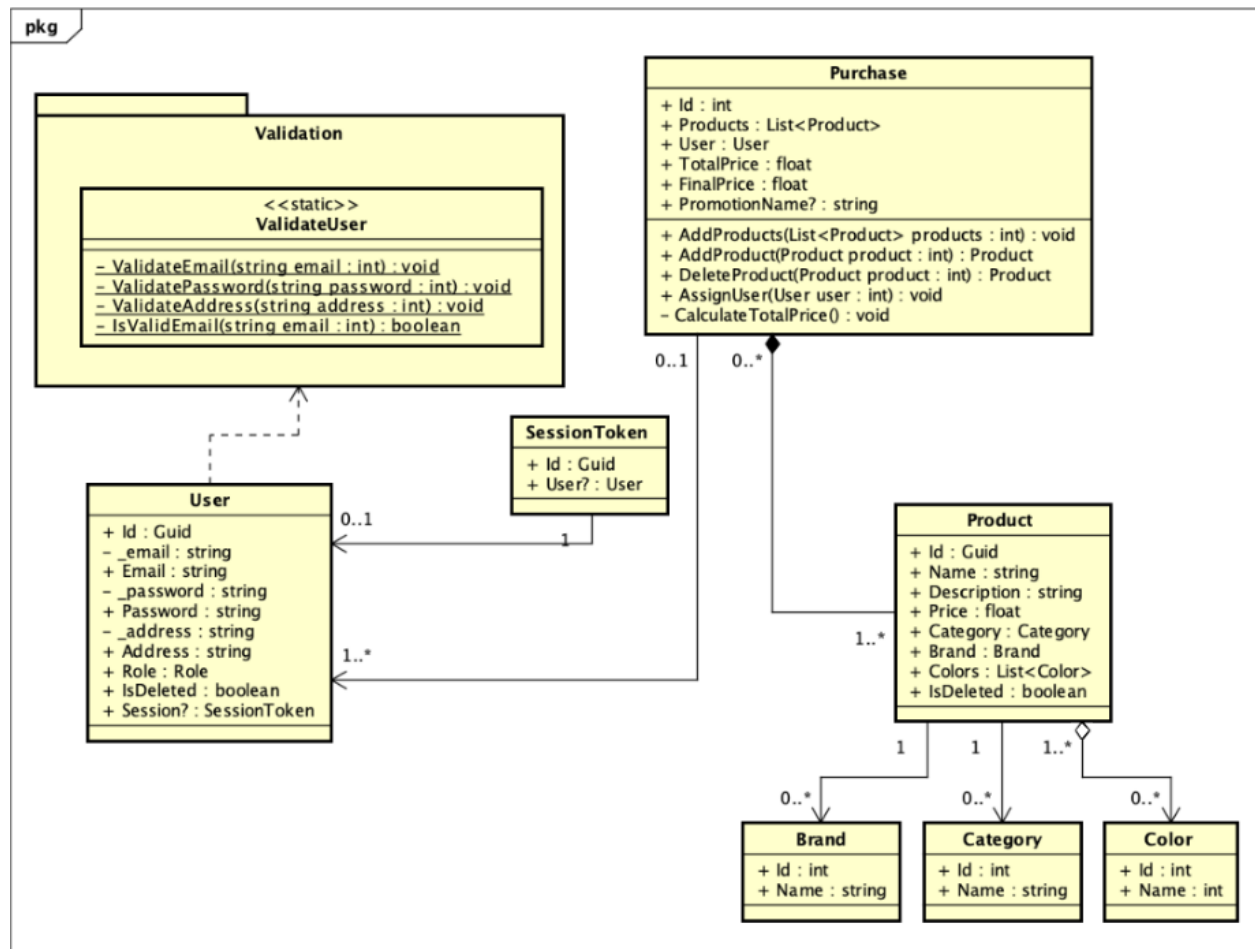 pkg
Validation
<<static>>
ValidateUser
- ValidateEmail(string email : int) : void
- ValidatePassword(string password : int) : void
- ValidateAddress(string address : int) : void
- IsValidEmail(string email : int) : boolean
Purchase
+ Id : int
+ Products : List<Product>
+ User : User
+ TotalPrice : float
+ FinalPrice : float
+ PromotionName? : string
+ AddProducts(List<Product> products : int) : void
+ AddProduct(Product product : int) : Product
+ DeleteProduct(Product product : int) : Product
+ AssignUser(User user : int) : void
- CalculateTotalPrice() : void
0..1
0..*
SessionToken
+ Id : Guid
+ User? : User
0..1
1
User
+ Id : Guid
- _email : string
+ Email : string
- _password : string
+ Password : string
- _address : string
+ Address : string
+ Role : Role
+ IsDeleted : boolean
+ Session? : SessionToken
1..*
1..*
Product
+ Id : Guid
+ Name : string
+ Description : string
+ Price : float
+ Category : Category
+ Brand : Brand
+ Colors : List<Color>
+ IsDeleted : boolean
1
1
1..*
0..*
0..*
0..*
Brand
+ Id : int
+ Name : string
Category
+ Id : int
+ Name : string
Color
+ Id : int
+ Name : int